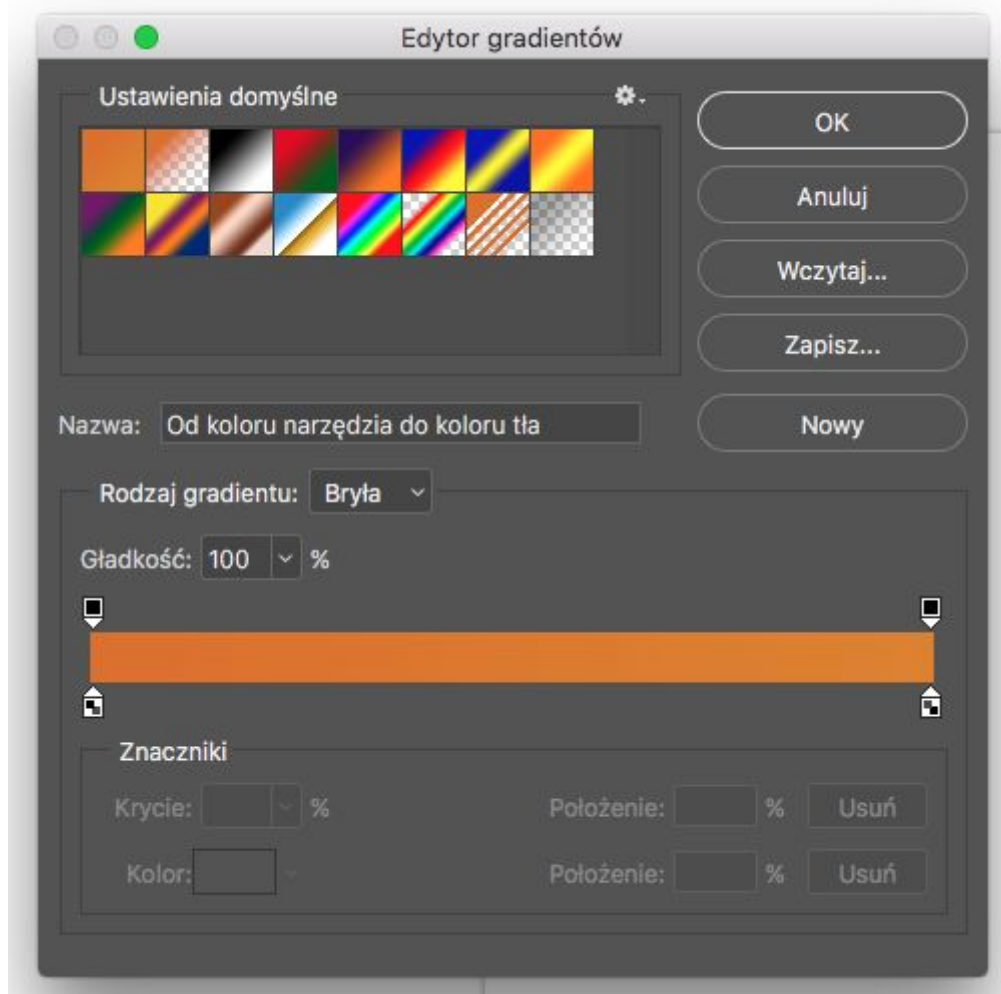 Edytor gradientów
Ustawienia domyślne
OK
Anuluj
Wczytaj...
Zapisz...
Nazwa: Od koloru narzędzia do koloru tła
Nowy
Rodzaj gradientu: Bryła
Gładkość: 100 %
Znaczniki
Krycie: % Położenie: % Usuń
Kolor: Położenie: % Usuń